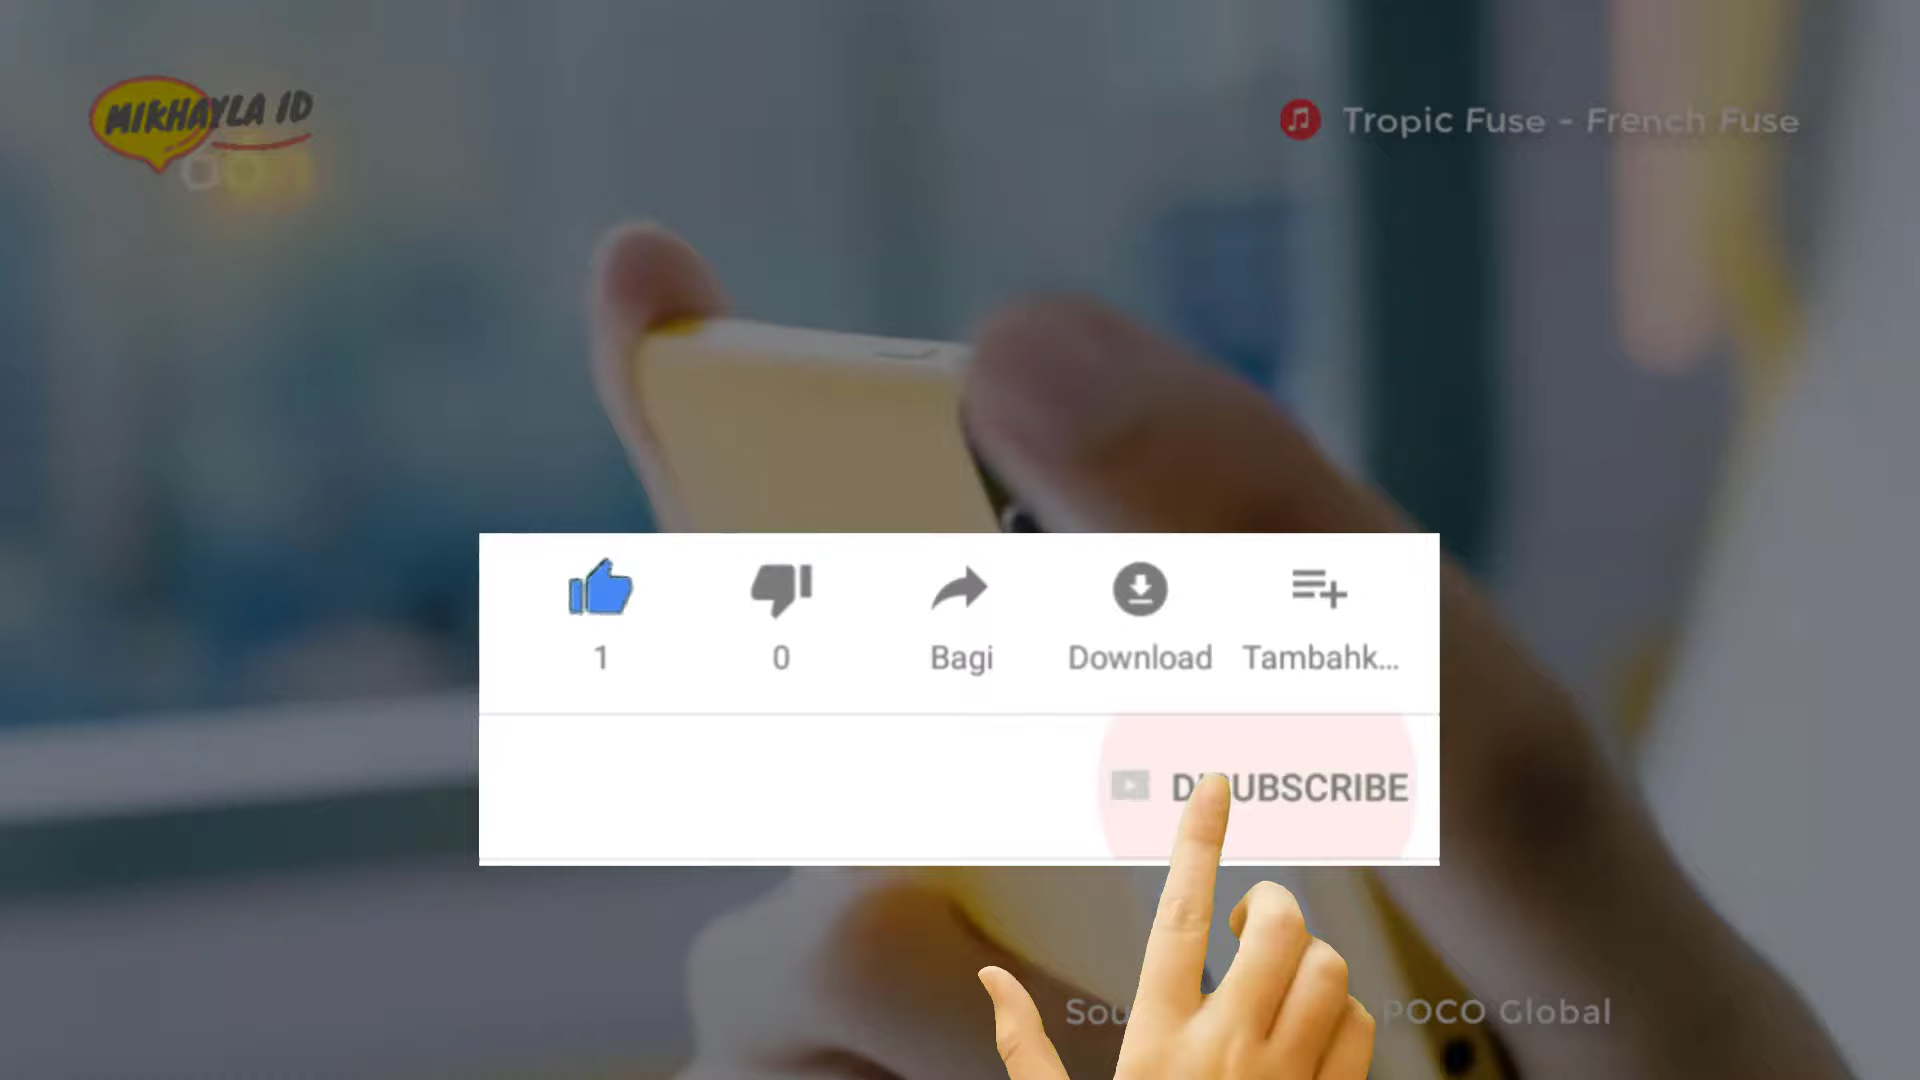 MIKHAYLA ID
Tropic Fuse - French Fuse
1
0
Bagi
Download
Tambahk...
POCO Global